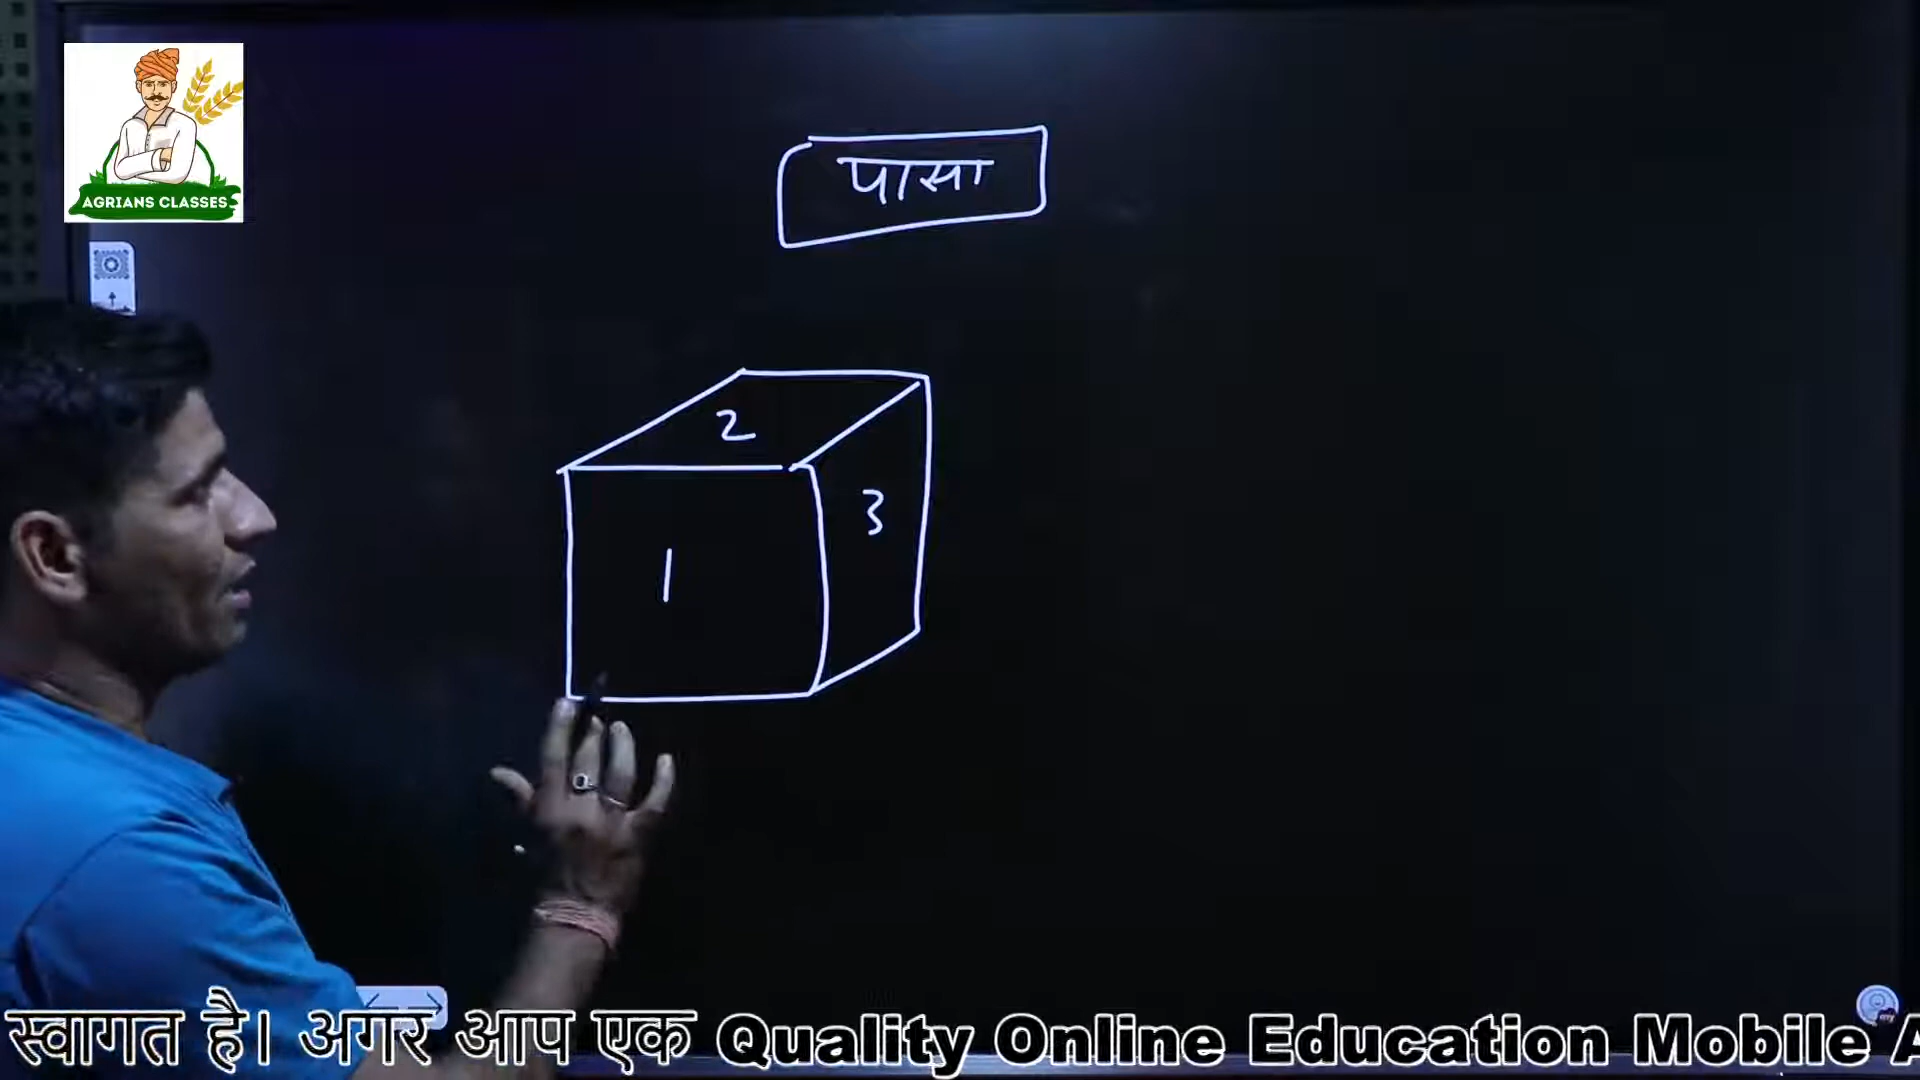 AGRIANS CLASSES
पासा
2
3
1
स्वागत है। अगर आप एक Quality Online Education Mobile A